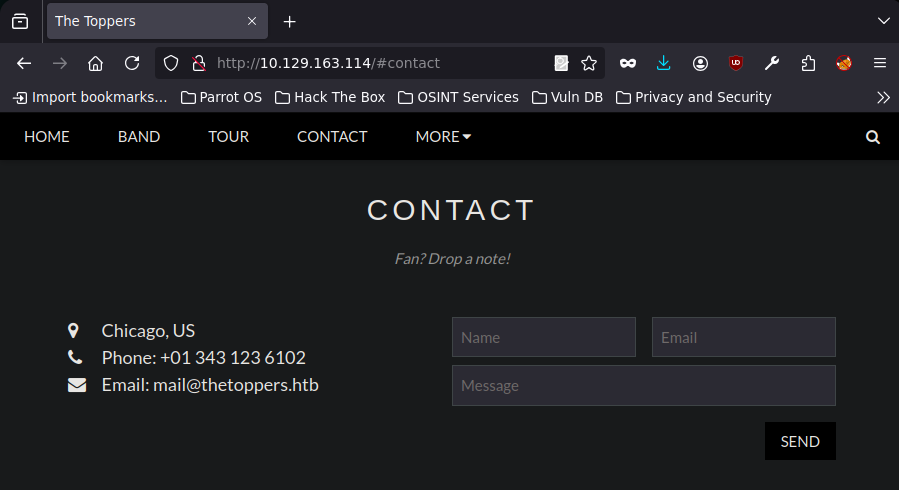 The Toppers
http://10.129.163.114/#contact
Import bookmarks... Parrot OS Hack The Box OSINT Services Vuln DB Privacy and Security
HOME BAND TOUR CONTACT MORE
CONTACT
Fan? Drop a note!
Chicago, US
Phone: +01 343 123 6102
Email: mail@thetoppers.htb
Name Email
Message
SEND